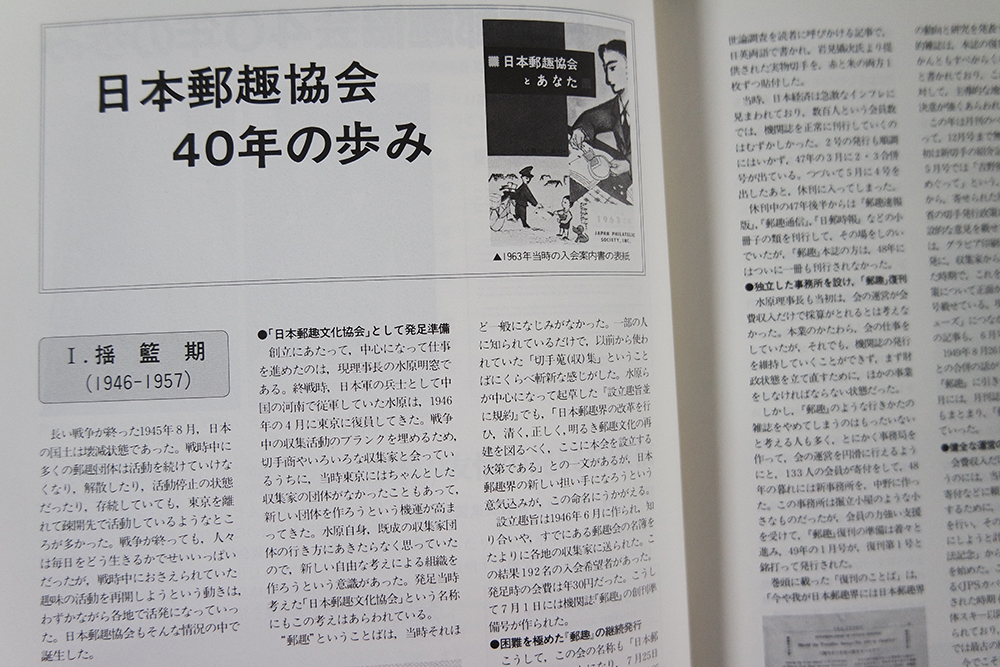 日本郵趣協会
40年の歩み
■日本郵趣協会
とあなた
1963
JAPAN PHILATELIC
SOCIETY, INC.
▲1963年当時の入会案内書の表紙
I.揺籃期
(1946-1957)
長い戦争が終った1945年8月，日本
の国土は壊滅状態であった。戦時中に
多くの郵趣団体は活動を続けていけな
くなり，解散したり，活動停止の状態
だったり，存続していても，東京を離
れて疎開先で活動しているようなとこ
ろが多かった。戦争が終っても，人々
は毎日をどう生きるかでせいいっぱい
だったが，戦時中におさえられていた
趣味の活動を再開しようという動きは，
わずかながら各地で活発になっていっ
た。日本郵趣協会もそんな情況の中で
誕生した。
●「日本郵趣文化協会」として発足準備
創立にあたって，中心になって仕事
を進めたのは，現理事長の水原明窓で
ある。終戦時，日本軍の兵士として中
国の河南で従軍していた水原は，1946
年の4月に東京に復員してきた。戦争
中の収集活動のブランクを埋めるため，
切手商やいろいろな収集家と会ってい
るうちに，当時東京にはちゃんとした
収集家の団体がなかったこともあって，
新しい団体を作ろうという機運が高ま
ってきた。水原自身，既成の収集家団
体の行き方にあきたらなく思っていた
ので，新しい自由な考えによる組織を
作ろうという意識があった。発足当時
考えた「日本郵趣文化協会」という名称
にもこの考えはあらわれている。
“郵趣”ということばは，当時それほ
ど一般になじみがなかった。一部の人
に知られているだけで，以前から使わ
れていた「切手蒐(収)集」ということ
ばにくらべ斬新な感じがした。水原ら
が中心になって起草した「設立趣旨並
に規約」でも，「日本郵趣界の改革を行
ひ，清く，正しく，明るき郵趣文化の再
建を図るべく，ここに本会を設立する
次第である」との一文があるが，日本
郵趣界の新しい担い手になろうという
意気込みが，この命名にうかがえる。
設立趣旨は1946年6月に作られ，知
り合いや，すでにある郵趣会の名簿を
たよりに各地の収集家に送られた。こ
の結果192名の入会希望者があった。
発足時の会費は年30円だった。こうし
て7月1日には機関誌『郵趣』の創刊準
備号が作られた。
●困難を極めた『郵趣』の継続発行
こうして，この会の名称も「日本郵
7月25日
世論調査を読者に呼びかける記事で，
日英両語で書かれ，岩見
供された実物切手を，赤と朱の両方1
枚ずつ貼付した。
当時，日本経済は急激なインフレに
見まわれており，数百人という会員数
では，機関誌を正常に刊行していくの
はむずかしかった。2号の発行も順調
にはいかず，47年の3月に2・3合併
号が出ている。つづいて5月に4号を
出したあと，休刊に入ってしまった。
休刊中の47年後半からは『郵趣速報
版』，『郵趣通信』，『日郵時報』などの小
冊子の類を刊行して，その場をしのい
でいたが，『郵趣』本誌の方は，48年に
はついに一冊も刊行されなかった。
●独立した事務所を設け，『郵趣』復刊
水原理事長も当初は，会の運営が会
費収入だけで採算がとれるとは考えな
かった。本業のかたわら，会の仕事を
していたが，それでも，機関誌の発行
を維持していくことができず，まず財
政状態を立て直すために，ほかの事業
をしなければならない状態だった。
しかし，『郵趣』のような行きかたの
雑誌をやめてしまうのはもったいない
と考える人も多く，とにかく事務局を
作って，会の運営を円滑に行えるよう
にと，133人の会員が寄付をして，48
年の暮れには新事務所を，中野に作っ
た。この事務所は掘立小屋のような小
さなものだったが，会員の力強い支援
を受けて，『郵趣』復刊の準備は着々と
進み，49年の1月号が，復刊第1号と
銘打って発行された。
巻頭に載った「復刊のことば」は，
「今や我が日本郵趣界には日本郵趣界